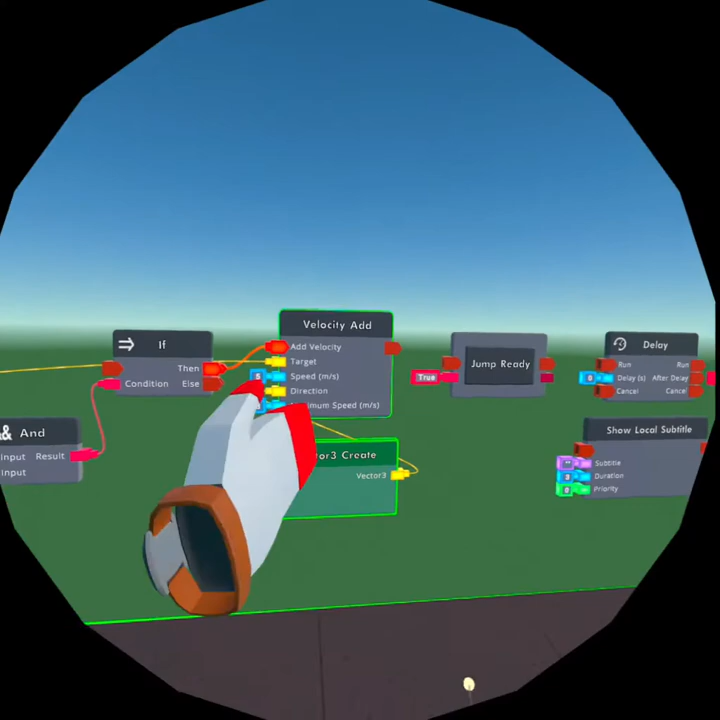 If
Then
Condition
Else
& And
Input
Result
Input
Velocity Add
Add Velocity
Target
5
Speed (m/s)
Direction
Maximum Speed (m/s)
tor3 Create
Vector3
True
Jump Ready
Delay
Run
Run
0
Delay (s)
After Delay
Cancel
Cancel
Show Local Subtitle
Subtitle
3
Duration
0
Priority